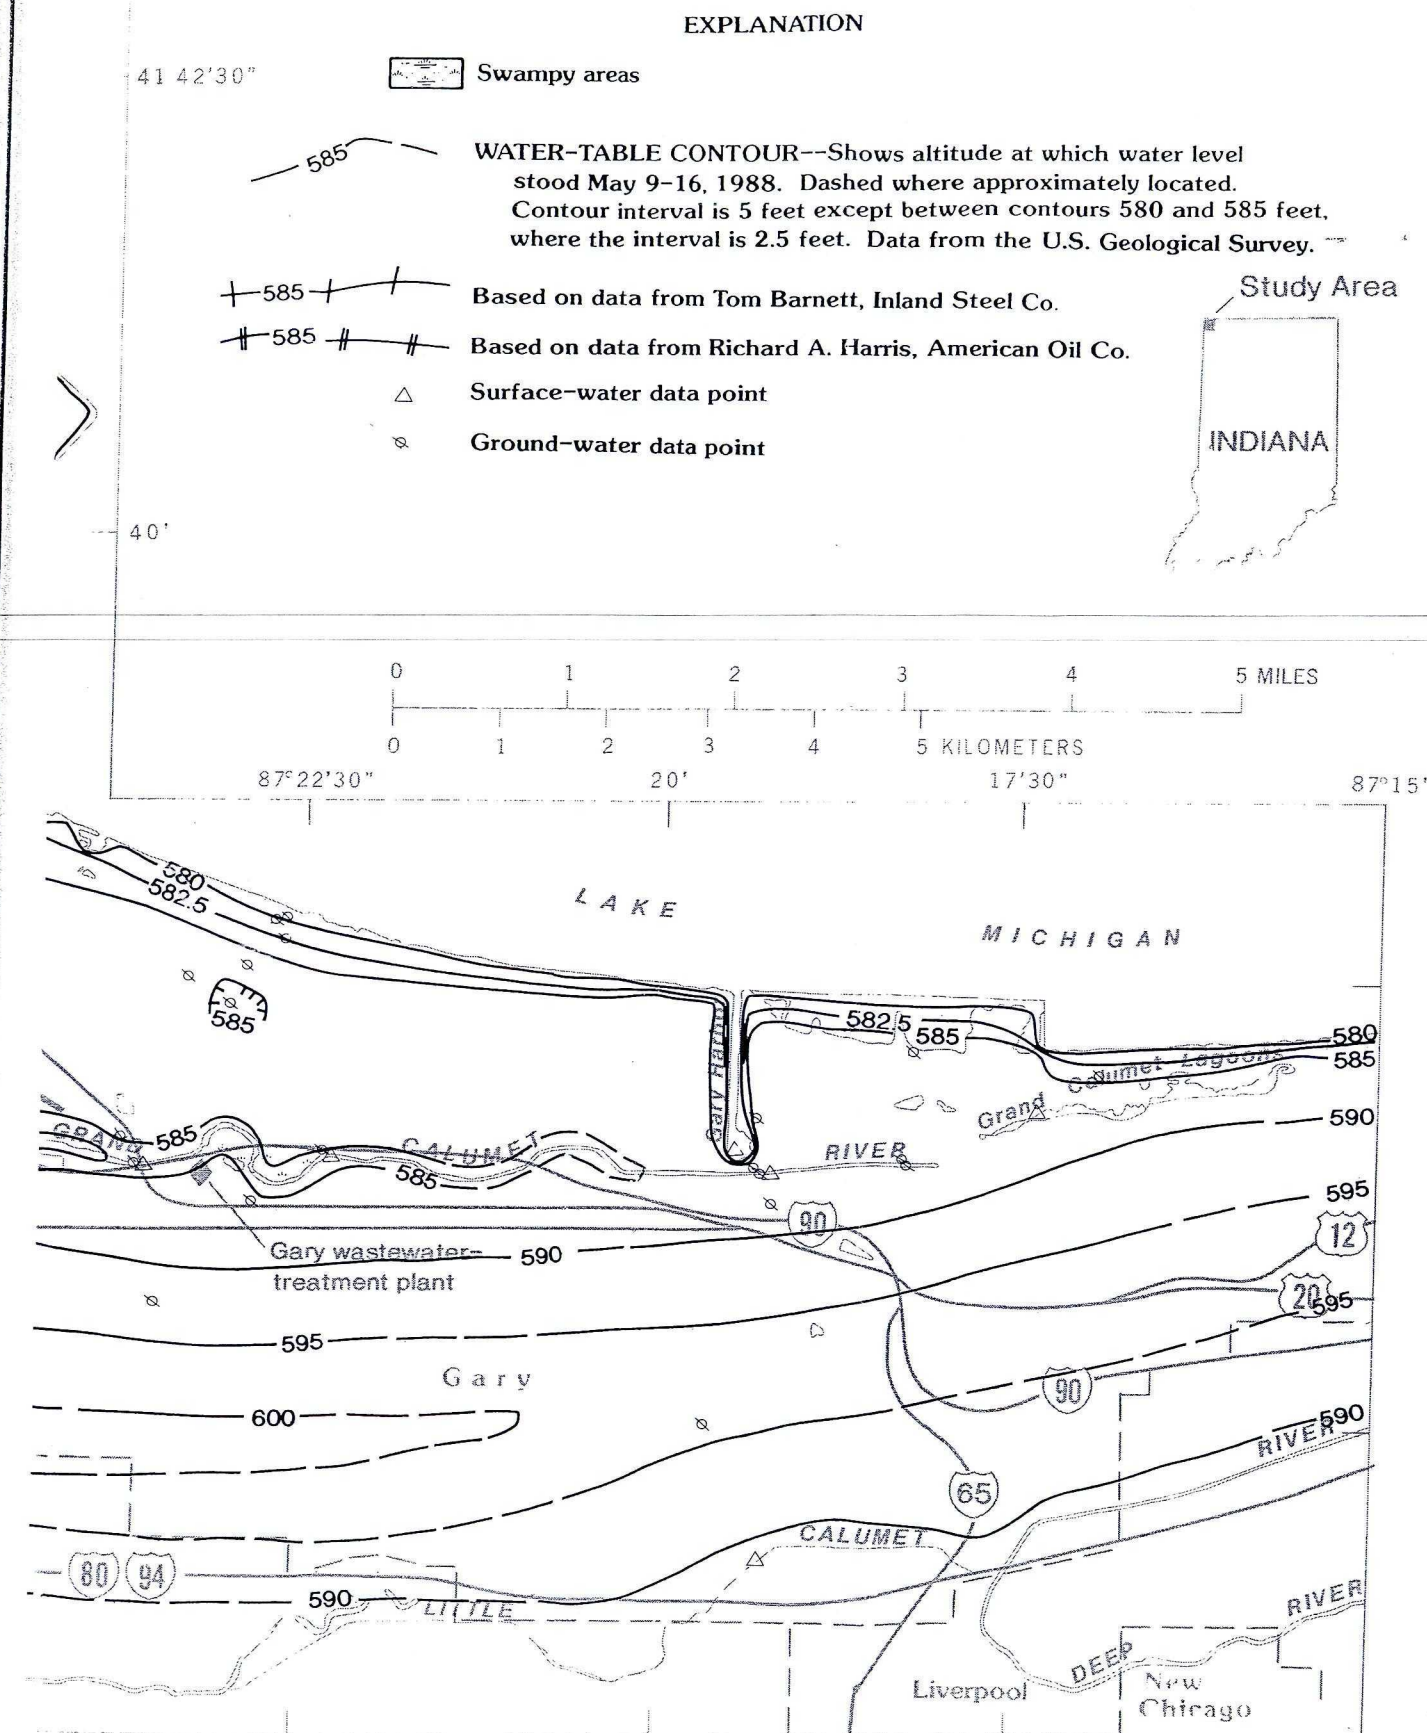 EXPLANATION
41 42'30"
Swampy areas
585
WATER-TABLE CONTOUR--Shows altitude at which water level
stood May 9-16, 1988. Dashed where approximately located.
Contour interval is 5 feet except between contours 580 and 585 feet,
where the interval is 2.5 feet. Data from the U.S. Geological Survey.
Study Area
585
Based on data from Tom Barnett, Inland Steel Co.
585
Based on data from Richard A. Harris, American Oil Co.
Surface-water data point
INDIANA
Ground-water data point
40'
0 1 2 3 4 5 MILES
0 1 2 3 4 5 KILOMETERS
87°22'30" 20' 17'30" 87°15'
580
582.5
LAKE
MICHIGAN
585
582.5
585
580
585
Gary Harbor
Grand Calumet Lagoons
590
GRAND
585
CALUMET
585
RIVER
595
90
12
Gary wastewater-
treatment plant
590
20
595
595
Gary
90
600
590
RIVER
65
CALUMET
80 94
590
LITTLE
RIVER
DEEP
Liverpool
New
Chicago